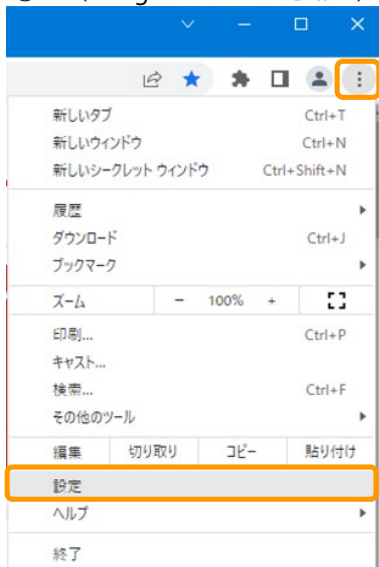 新しいタブ Ctrl+T
新しいウィンドウ Ctrl+N
新しいシークレット ウィンドウ Ctrl+Shift+N
履歴
ダウンロード Ctrl+J
ブックマーク
ズーム － 100% +
印刷... Ctrl+P
キャスト...
検索... Ctrl+F
その他のツール
編集 切り取り コピー 貼り付け
設定
ヘルプ
終了